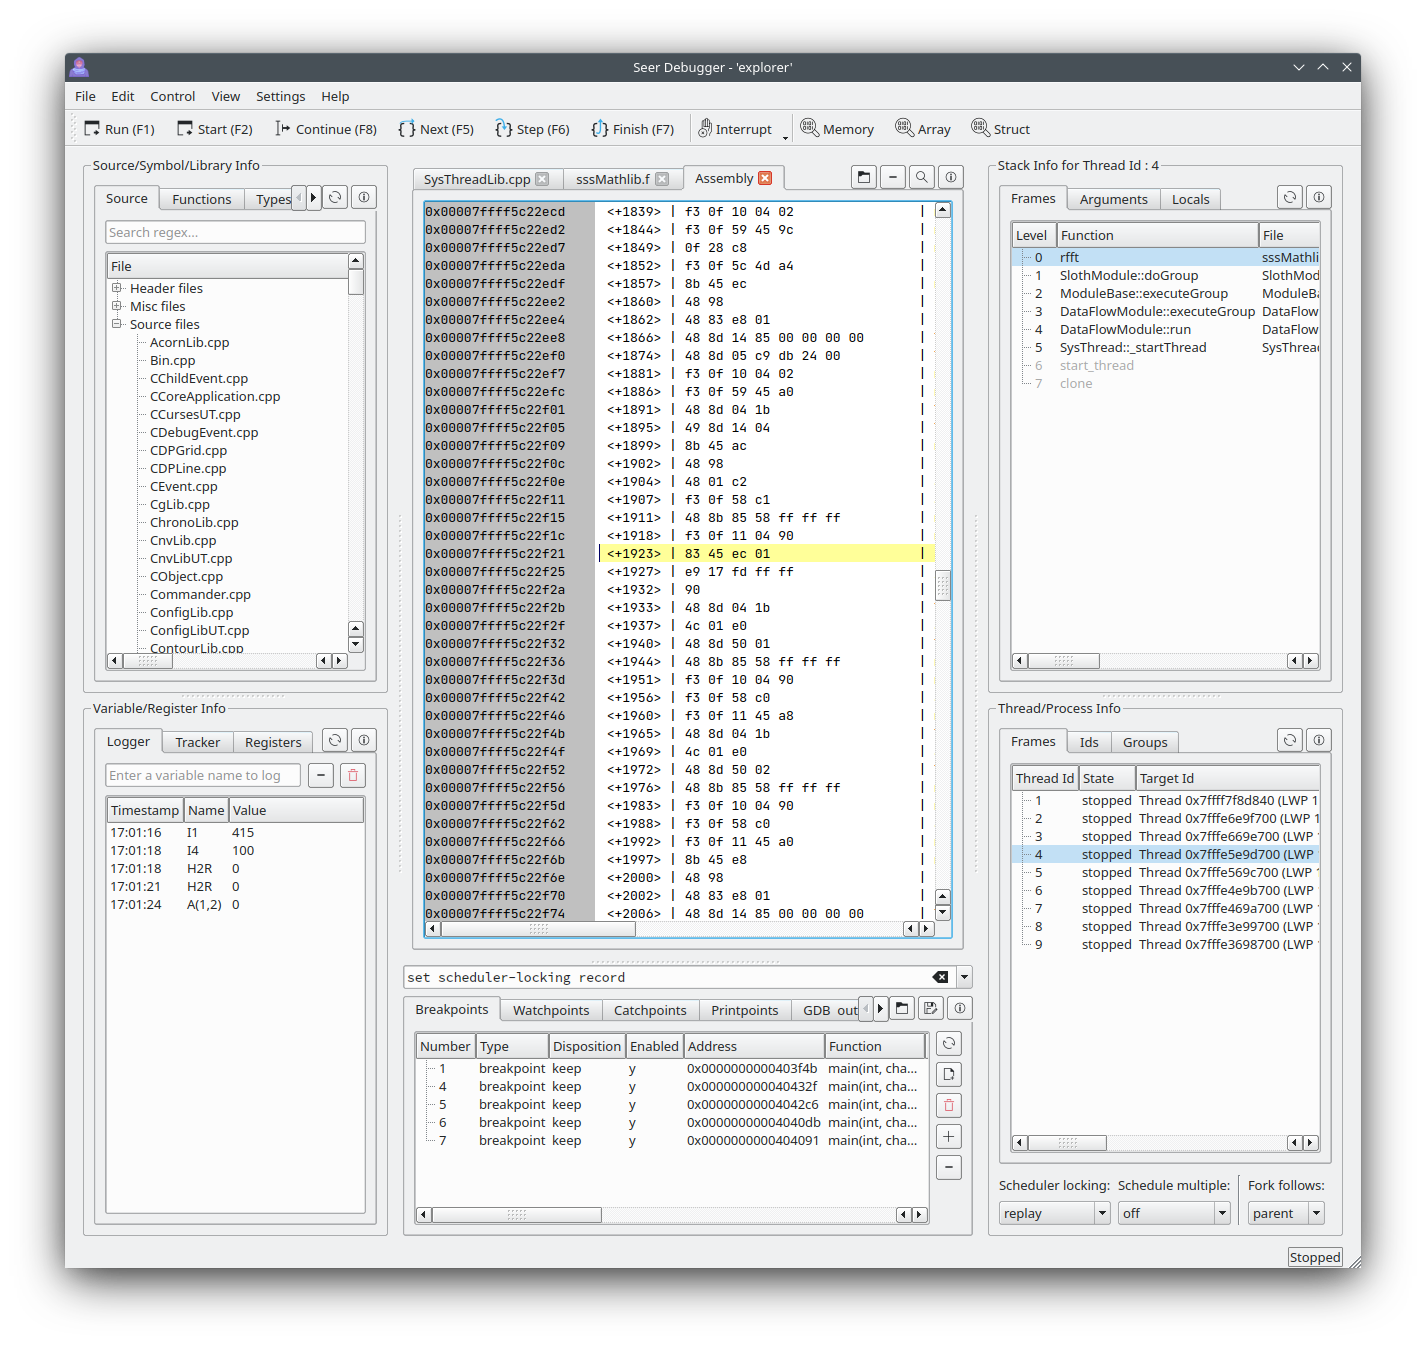 Seer Debugger - 'explorer'
File Edit Control View Settings Help
Run (F1) Start (F2) Continue (F8) Next (F5) Step (F6) Finish (F7) Interrupt Memory Array Struct
Source/Symbol/Library Info
Source Functions Types
Search regex...
File
Header files
Misc files
Source files
AcornLib.cpp
Bin.cpp
CChildEvent.cpp
CCoreApplication.cpp
CCursesUT.cpp
CDebugEvent.cpp
CDPGrid.cpp
CDPLine.cpp
CEvent.cpp
CgLib.cpp
ChronoLib.cpp
CnvLib.cpp
CnvLibUT.cpp
CObject.cpp
Commander.cpp
ConfigLib.cpp
ConfigLibUT.cpp
ContourLib.cpp
Variable/Register Info
Logger Tracker Registers
Enter a variable name to log
Timestamp Name Value
17:01:16 I1 415
17:01:18 I4 100
17:01:18 H2R 0
17:01:21 H2R 0
17:01:24 A(1,2) 0
SysThreadLib.cpp sssMathlib.f Assembly
0x00007ffff5c22ecd <+1839> | f3 0f 10 04 02 |
0x00007ffff5c22ed2 <+1844> | f3 0f 59 45 9c |
0x00007ffff5c22ed7 <+1849> | 0f 28 c8 |
0x00007ffff5c22eda <+1852> | f3 0f 5c 4d a4 |
0x00007ffff5c22edf <+1857> | 8b 45 ec |
0x00007ffff5c22ee2 <+1860> | 48 98 |
0x00007ffff5c22ee4 <+1862> | 48 83 e8 01 |
0x00007ffff5c22ee8 <+1866> | 48 8d 14 85 00 00 00 00 |
0x00007ffff5c22ef0 <+1874> | 48 8d 05 c9 db 24 00 |
0x00007ffff5c22ef7 <+1881> | f3 0f 10 04 02 |
0x00007ffff5c22efc <+1886> | f3 0f 59 45 a0 |
0x00007ffff5c22f01 <+1891> | 48 8d 04 1b |
0x00007ffff5c22f05 <+1895> | 49 8d 14 04 |
0x00007ffff5c22f09 <+1899> | 8b 45 ac |
0x00007ffff5c22f0c <+1902> | 48 98 |
0x00007ffff5c22f0e <+1904> | 48 01 c2 |
0x00007ffff5c22f11 <+1907> | f3 0f 58 c1 |
0x00007ffff5c22f15 <+1911> | 48 8b 85 58 ff ff ff |
0x00007ffff5c22f1c <+1918> | f3 0f 11 04 90 |
0x00007ffff5c22f21 <+1923> | 83 45 ec 01 |
0x00007ffff5c22f25 <+1927> | e9 17 fd ff ff |
0x00007ffff5c22f2a <+1932> | 90 |
0x00007ffff5c22f2b <+1933> | 48 8d 04 1b |
0x00007ffff5c22f2f <+1937> | 4c 01 e0 |
0x00007ffff5c22f32 <+1940> | 48 8d 50 01 |
0x00007ffff5c22f36 <+1944> | 48 8b 85 58 ff ff ff |
0x00007ffff5c22f3d <+1951> | f3 0f 10 04 90 |
0x00007ffff5c22f42 <+1956> | f3 0f 58 c0 |
0x00007ffff5c22f46 <+1960> | f3 0f 11 45 a8 |
0x00007ffff5c22f4b <+1965> | 48 8d 04 1b |
0x00007ffff5c22f4f <+1969> | 4c 01 e0 |
0x00007ffff5c22f52 <+1972> | 48 8d 50 02 |
0x00007ffff5c22f56 <+1976> | 48 8b 85 58 ff ff ff |
0x00007ffff5c22f5d <+1983> | f3 0f 10 04 90 |
0x00007ffff5c22f62 <+1988> | f3 0f 58 c0 |
0x00007ffff5c22f66 <+1992> | f3 0f 11 45 a0 |
0x00007ffff5c22f6b <+1997> | 8b 45 e8 |
0x00007ffff5c22f6e <+2000> | 48 98 |
0x00007ffff5c22f70 <+2002> | 48 83 e8 01 |
0x00007ffff5c22f74 <+2006> | 48 8d 14 85 00 00 00 00 |
set scheduler-locking record
Breakpoints Watchpoints Catchpoints Printpoints GDB out
Number Type Disposition Enabled Address Function
1 breakpoint keep y 0x0000000000403f4b main(int, cha...
4 breakpoint keep y 0x000000000040432f main(int, cha...
5 breakpoint keep y 0x00000000004042c6 main(int, cha...
6 breakpoint keep y 0x00000000004040db main(int, cha...
7 breakpoint keep y 0x0000000000404091 main(int, cha...
Stack Info for Thread Id : 4
Frames Arguments Locals
Level Function File
0 rfft sssMathli
1 SlothModule::doGroup SlothMod
2 ModuleBase::executeGroup ModuleBa
3 DataFlowModule::executeGroup DataFlow
4 DataFlowModule::run DataFlow
5 SysThread::_startThread SysThrea
6 start_thread
7 clone
Thread/Process Info
Frames Ids Groups
Thread Id State Target Id
1 stopped Thread 0x7ffff7f8d840 (LWP 1
2 stopped Thread 0x7fffe6e9f700 (LWP 1
3 stopped Thread 0x7fffe669e700 (LWP 1
4 stopped Thread 0x7fffe5e9d700 (LWP 1
5 stopped Thread 0x7fffe569c700 (LWP 1
6 stopped Thread 0x7fffe4e9b700 (LWP 1
7 stopped Thread 0x7fffe469a700 (LWP 1
8 stopped Thread 0x7fffe3e99700 (LWP 1
9 stopped Thread 0x7fffe3698700 (LWP 1
Scheduler locking: Schedule multiple: Fork follows:
replay off parent
Stopped